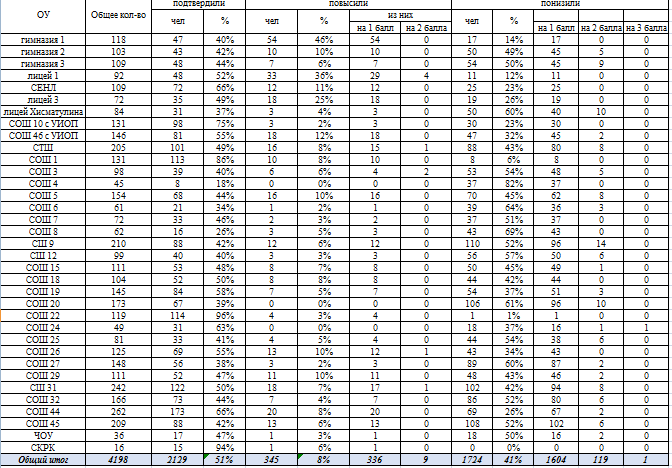 ОУ Общее кол-во подтвердили повысили понизили
чел % чел % из них чел % на 1 балл на 2 балла на 3 балл
на 1 балл на 2 балла
гимназия 1 118 47 40% 54 46% 54 0 17 14% 17 0 0
гимназия 2 103 43 42% 10 10% 10 0 50 49% 45 5 0
гимназия 3 109 48 44% 7 6% 7 0 54 50% 45 9 0
лицей 1 92 48 52% 33 36% 29 4 11 12% 11 0 0
СЕНЛ 109 72 66% 12 11% 12 0 25 23% 25 0 0
лицей 3 72 35 49% 18 25% 18 0 19 26% 19 0 0
лицей Хисматулина 84 31 37% 3 4% 3 0 50 60% 40 10 0
СОШ 10 с УИОП 131 98 75% 3 2% 3 0 30 23% 30 0 0
СОШ 46 с УИОП 146 81 55% 18 12% 18 0 47 32% 45 2 0
СТШ 205 101 49% 16 8% 15 1 88 43% 80 8 0
СОШ 1 131 113 86% 10 8% 10 0 8 6% 8 0 0
СОШ 3 98 39 40% 6 6% 4 2 53 54% 48 5 0
СОШ 4 45 8 18% 0 0% 0 0 37 82% 37 0 0
СОШ 5 154 68 44% 16 10% 16 0 70 45% 62 8 0
СОШ 6 61 21 34% 1 2% 1 0 39 64% 36 3 0
СОШ 7 72 33 46% 2 3% 2 0 37 51% 37 0 0
СОШ 8 62 16 26% 3 5% 3 0 43 69% 43 0 0
СШ 9 210 88 42% 12 6% 12 0 110 52% 96 14 0
СШ 12 99 40 40% 3 3% 3 0 56 57% 50 6 0
СОШ 15 111 53 48% 8 7% 8 0 50 45% 49 1 0
СОШ 18 104 52 50% 8 8% 8 0 44 42% 44 0 0
СОШ 19 145 84 58% 7 5% 7 0 54 37% 51 3 0
СОШ 20 173 67 39% 0 0% 0 0 106 61% 96 10 0
СОШ 22 119 114 96% 4 3% 4 0 1 1% 1 0 0
СОШ 24 49 31 63% 0 0% 0 0 18 37% 16 1 1
СОШ 25 81 33 41% 4 5% 4 0 44 54% 38 6 0
СОШ 26 125 69 55% 13 10% 12 1 43 34% 43 0 0
СОШ 27 148 56 38% 3 2% 3 0 89 60% 87 2 0
СОШ 29 111 52 47% 11 10% 11 0 48 43% 46 2 0
СШ 31 242 122 50% 18 7% 17 1 102 42% 94 8 0
СОШ 32 166 73 44% 7 4% 7 0 86 52% 80 6 0
СОШ 44 262 173 66% 20 8% 20 0 69 26% 67 2 0
СОШ 45 209 88 42% 13 6% 13 0 108 52% 102 6 0
ЧОУ 36 17 47% 1 3% 1 0 18 50% 16 2 0
СКРК 16 15 94% 1 6% 1 0 0 0% 0 0 0
Общий итог 4198 2129 51% 345 8% 336 9 1724 41% 1604 119 1